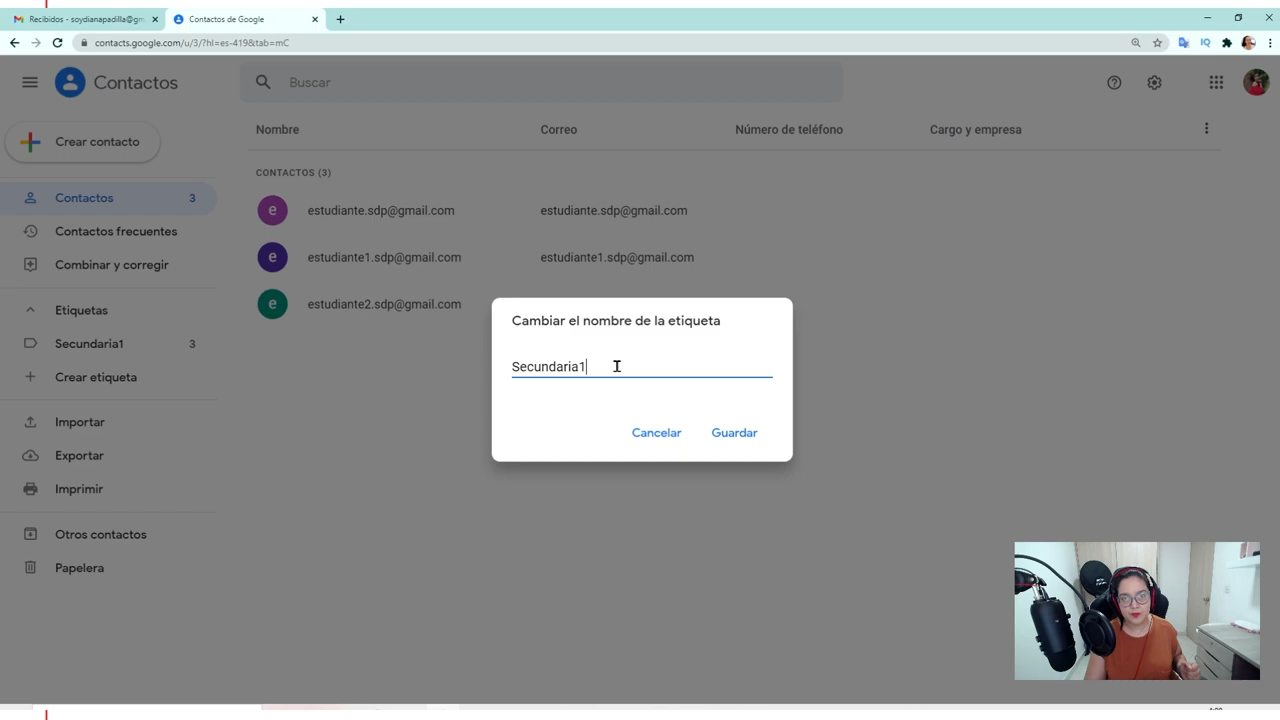 Recibidos - soydianapadilla@gm
Contactos de Google
contacts.google.com/u/3/?hl=es-419&tab=mC
Contactos
Buscar
Crear contacto
Nombre
Correo
Número de teléfono
Cargo y empresa
CONTACTOS (3)
Contactos
3
e
estudiante.sdp@gmail.com
estudiante.sdp@gmail.com
Contactos frecuentes
e
estudiante1.sdp@gmail.com
estudiante1.sdp@gmail.com
Combinar y corregir
e
estudiante2.sdp@gmail.com
Etiquetas
Secundaria1
3
Crear etiqueta
Cambiar el nombre de la etiqueta
Secundaria1
Cancelar
Guardar
Importar
Exportar
Imprimir
Otros contactos
Papelera
IQ